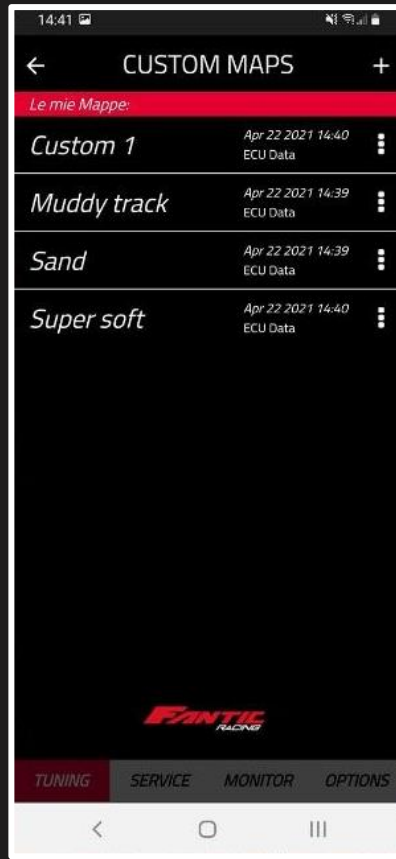 14:41
CUSTOM MAPS +
Le mie Mappe:
Custom 1
Apr 22 2021 14:40
ECU Data
Muddy track
Apr 22 2021 14:39
ECU Data
Sand
Apr 22 2021 14:39
ECU Data
Super soft
Apr 22 2021 14:40
ECU Data
FANTIC
RACING
TUNING SERVICE MONITOR OPTIONS